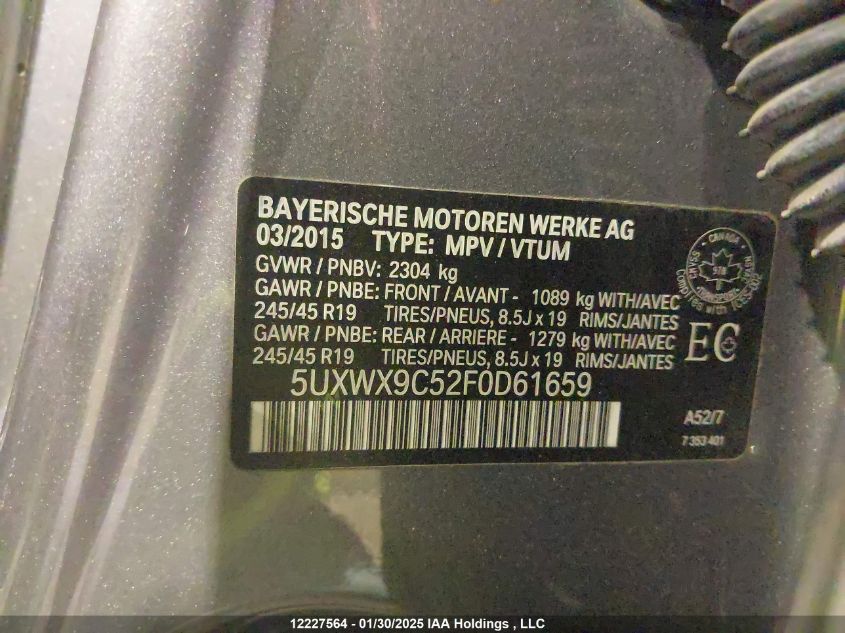 BAYERISCHE MOTOREN WERKE AG
03/2015 TYPE: MPV / VTUM
GVWR / PNBV: 2304 kg
GAWR / PNBE: FRONT / AVANT - 1089 kg WITH/AVEC
245/45 R19 TIRES/PNEUS, 8.5J x 19 RIMS/JANTES
GAWR / PNBE: REAR / ARRIERE - 1279 kg WITH/AVEC
245/45 R19 TIRES/PNEUS, 8.5J x 19 RIMS/JANTES
5UXWX9C52F0D61659
CANADA
978
EC
A52/7
7 353 401
12227564 - 01/30/2025 IAA Holdings , LLC